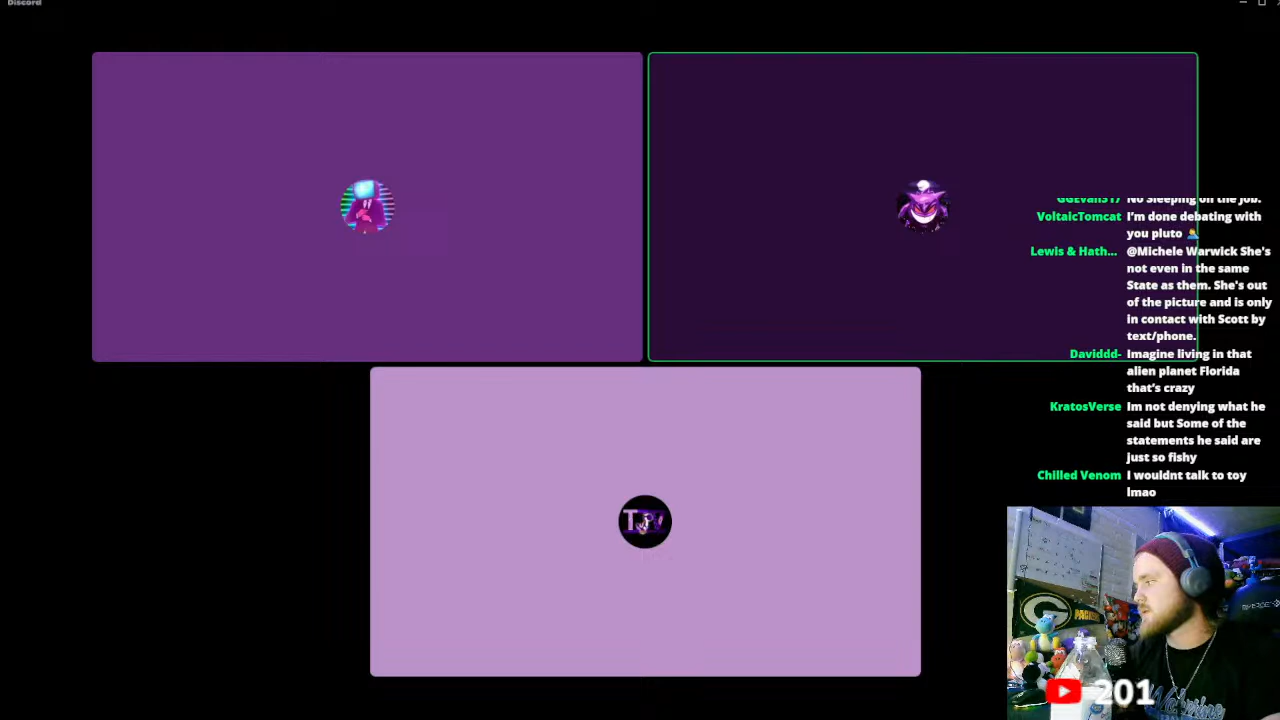 Discord
GGEvan317 No Sleeping on the job.
VoltaicTomcat I'm done debating with
you pluto 🤦‍♂️
Lewis & Hath... @Michele Warwick She's
not even in the same
State as them. She's out
of the picture and is only
in contact with Scott by
text/phone.
Daviddd- Imagine living in that
alien planet Florida
that's crazy
KratosVerse Im not denying what he
said but Some of the
statements he said are
just so fishy
Chilled Venom I wouldnt talk to toy
lmao
PACKERS
201